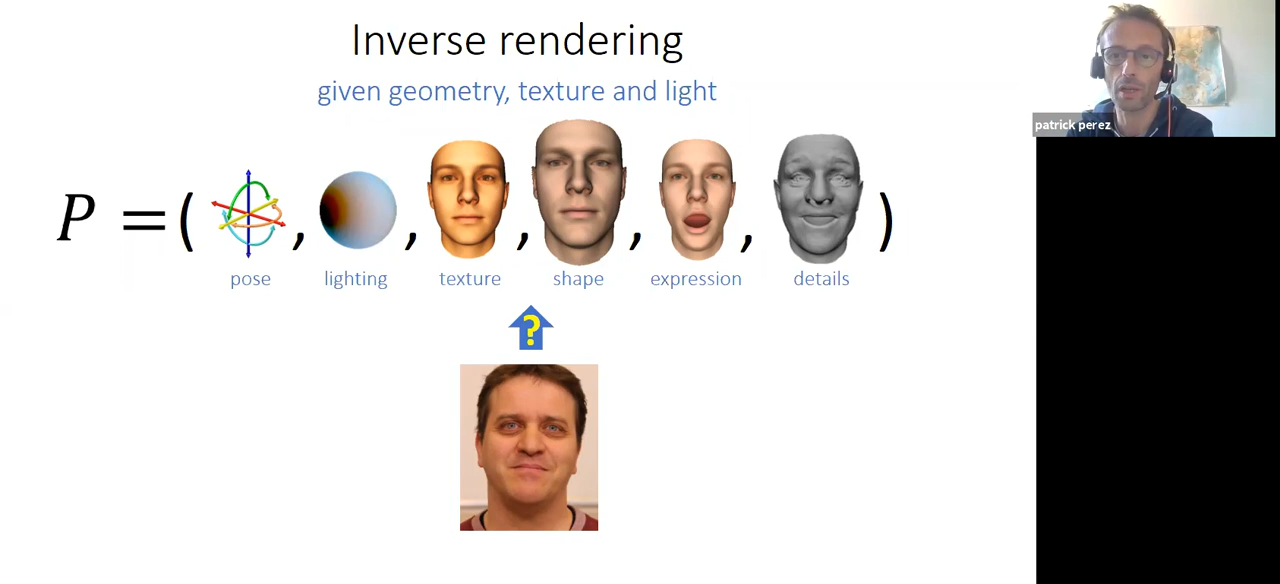 Inverse rendering
given geometry, texture and light
P = ( , , , , , )
pose lighting texture shape expression details
?
patrick perez